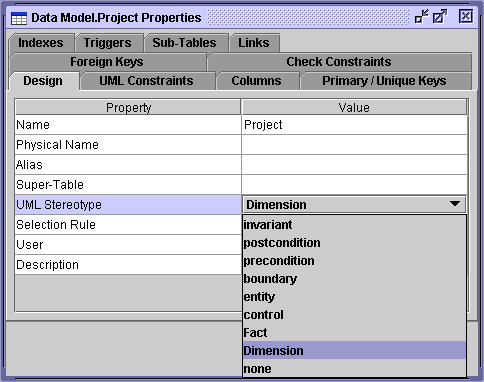 Data Model.Project Properties
Indexes Triggers Sub-Tables Links
Foreign Keys Check Constraints
Design UML Constraints Columns Primary / Unique Keys
Property Value
Name Project
Physical Name
Alias
Super-Table
UML Stereotype Dimension
Selection Rule invariant
User postcondition
Description precondition
boundary
entity
control
Fact
Dimension
none